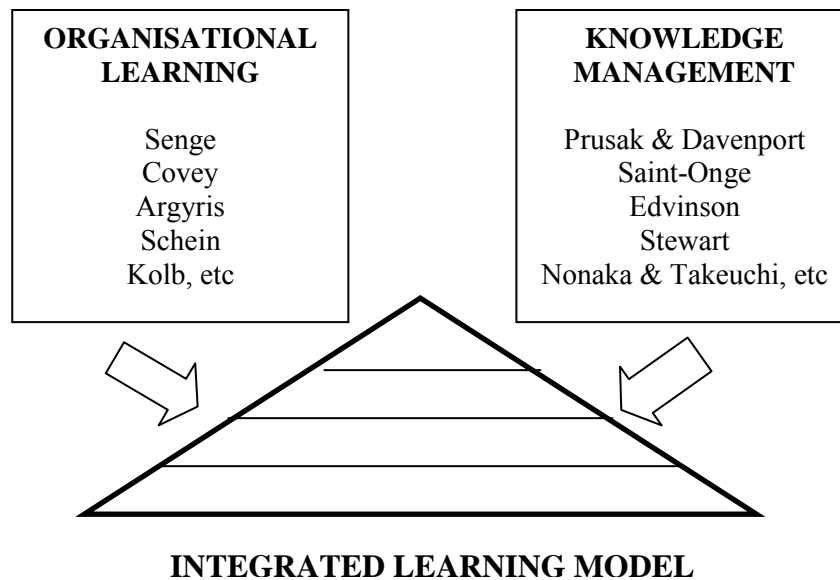 ORGANISATIONAL
LEARNING
Senge
Covey
Argyris
Schein
Kolb, etc
KNOWLEDGE
MANAGEMENT
Prusak & Davenport
Saint-Onge
Edvinson
Stewart
Nonaka & Takeuchi, etc
INTEGRATED LEARNING MODEL